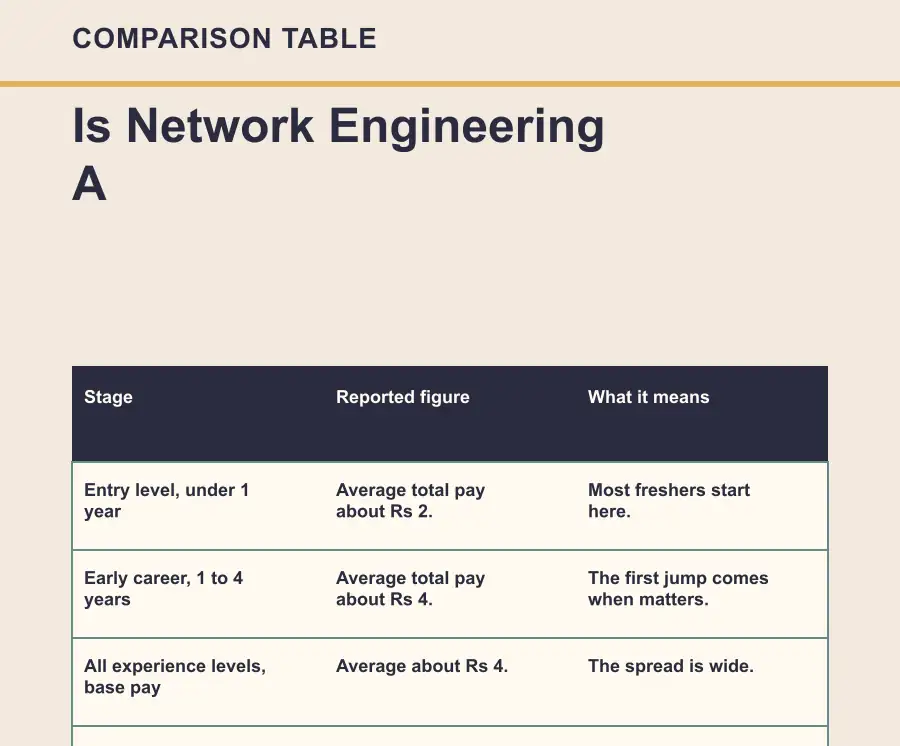 COMPARISON TABLE
Is Network Engineering
A
Stage
Reported figure
What it means
Entry level, under 1
year
Average total pay
about Rs 2.
Most freshers start
here.
Early career, 1 to 4
years
Average total pay
about Rs 4.
The first jump comes
when matters.
All experience levels,
base pay
Average about Rs 4.
The spread is wide.